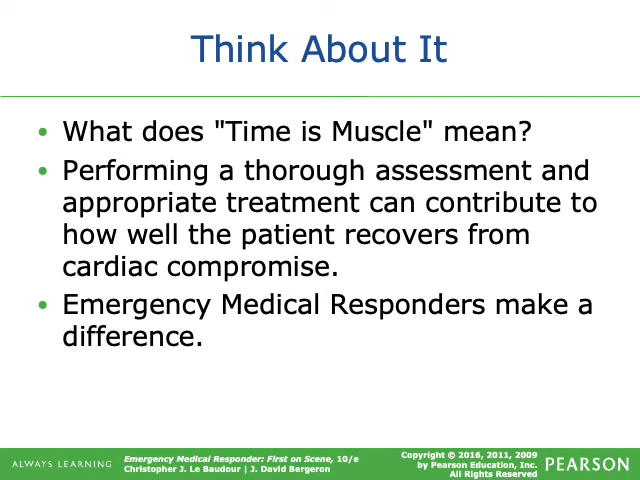 Think About It
• What does "Time is Muscle" mean?
• Performing a thorough assessment and
appropriate treatment can contribute to
how well the patient recovers from
cardiac compromise.
• Emergency Medical Responders make a
difference.
ALWAYS LEARNING
Emergency Medical Responder: First on Scene, 10/e
Christopher J. Le Baudour | J. David Bergeron
Copyright © 2016, 2011, 2009
by Pearson Education, Inc.
All Rights Reserved
PEARSON